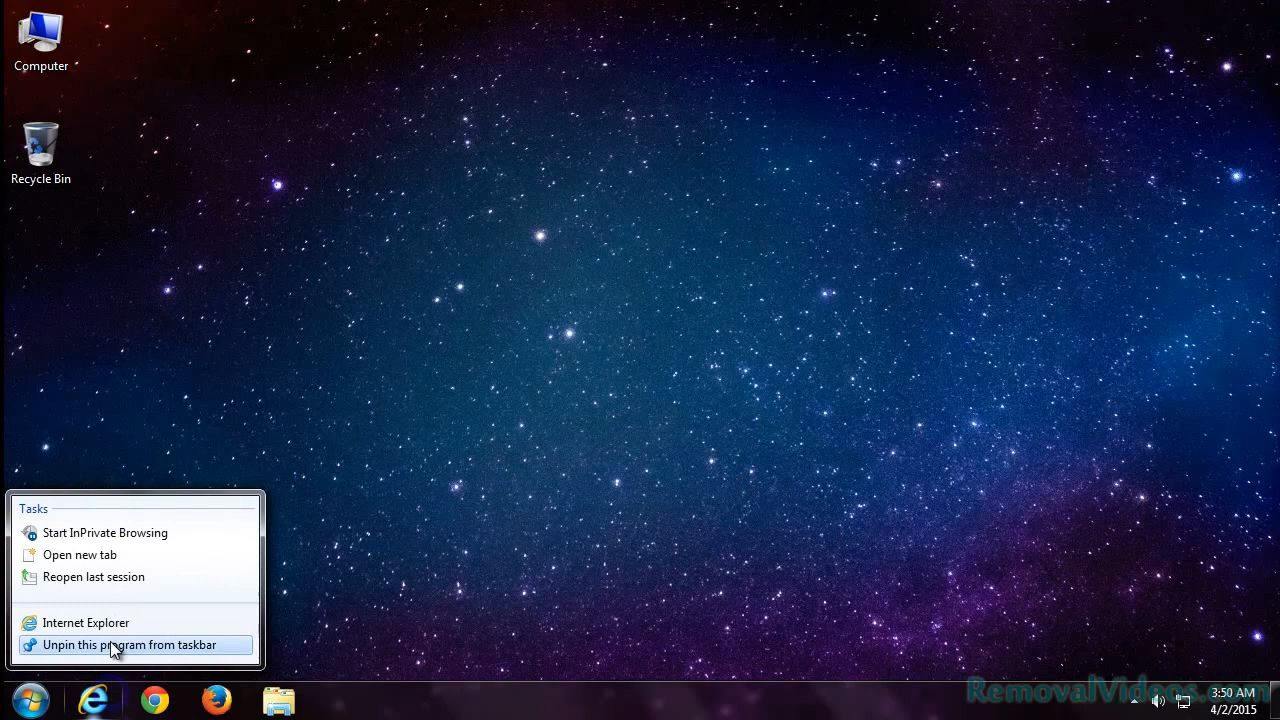 Computer
Recycle Bin
Tasks
Start InPrivate Browsing
Open new tab
Reopen last session
Internet Explorer
Unpin this program from taskbar
RemovalVideos.com
3:50 AM
4/2/2015